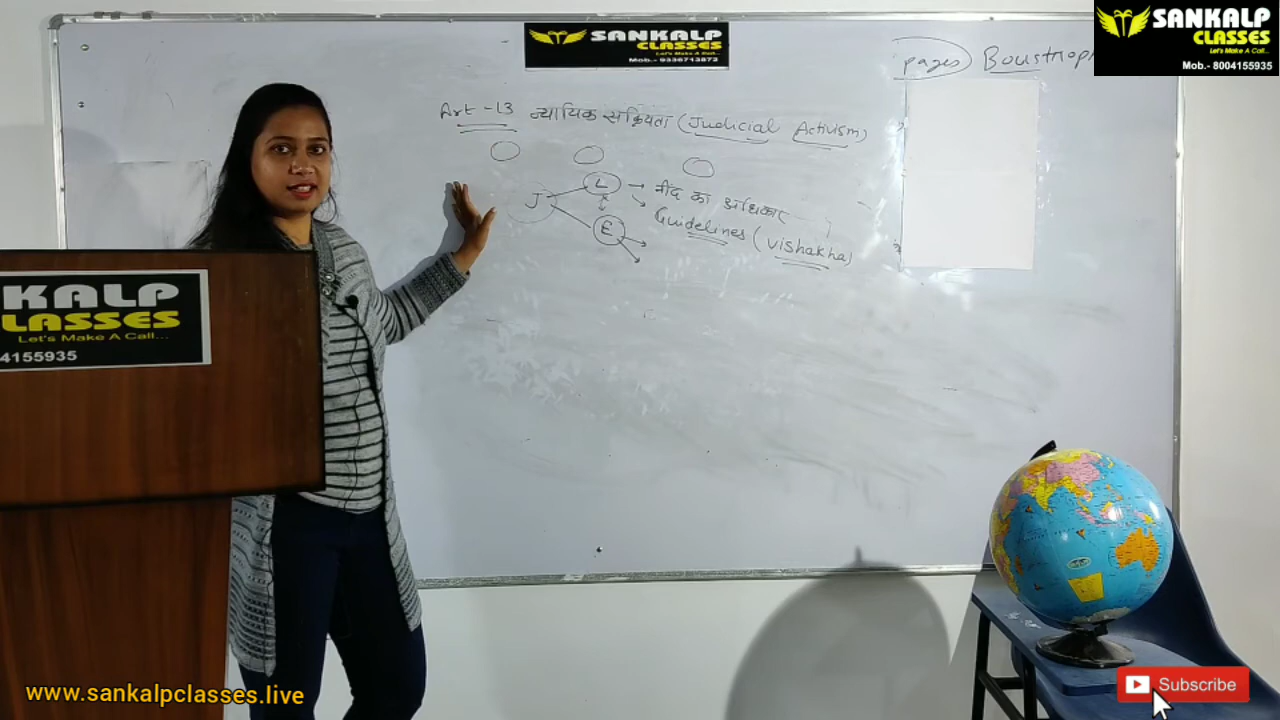 SANKALP
CLASSES
Let's Make A Call...
Mob.- 8004155935
SANKALP
CLASSES
Let's Make A Call...
Mob.- 9336713873
pages Boustroph
Art - 13 न्यायिक सक्रियता (Judicial Activism)
J L → नींद का अधिकार
E Guidelines (Vishakha)
KALP
LASSES
Let's Make A Call...
4155935
www.sankalpclasses.live
Subscribe